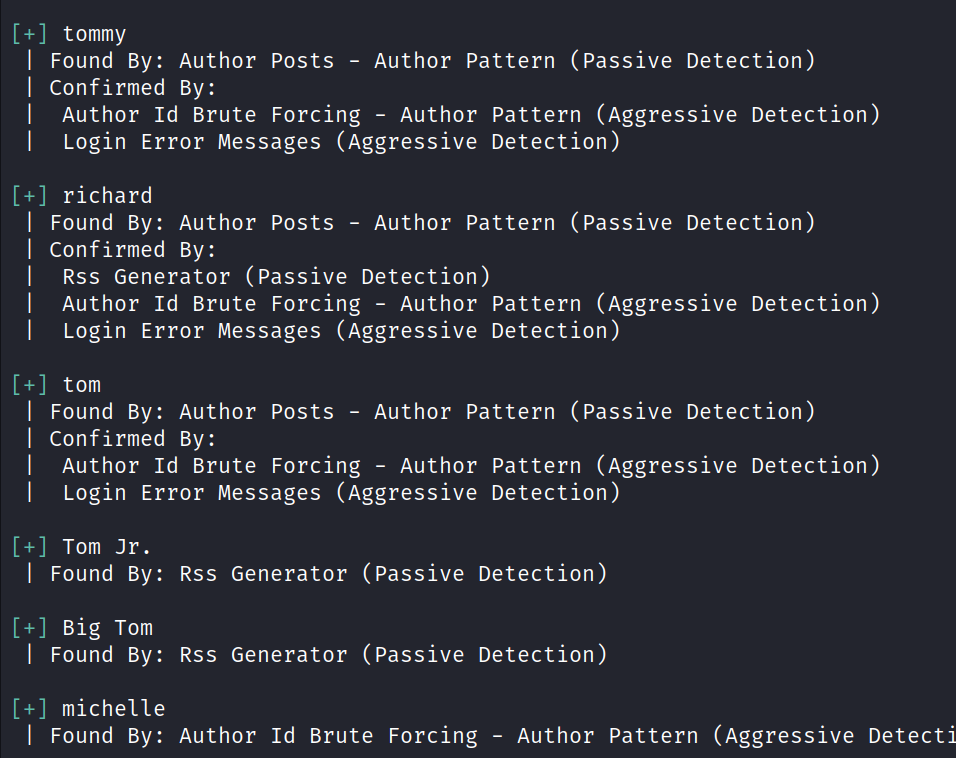 [+] tommy
 | Found By: Author Posts - Author Pattern (Passive Detection)
 | Confirmed By:
 |  Author Id Brute Forcing - Author Pattern (Aggressive Detection)
 |  Login Error Messages (Aggressive Detection)

[+] richard
 | Found By: Author Posts - Author Pattern (Passive Detection)
 | Confirmed By:
 |  Rss Generator (Passive Detection)
 |  Author Id Brute Forcing - Author Pattern (Aggressive Detection)
 |  Login Error Messages (Aggressive Detection)

[+] tom
 | Found By: Author Posts - Author Pattern (Passive Detection)
 | Confirmed By:
 |  Author Id Brute Forcing - Author Pattern (Aggressive Detection)
 |  Login Error Messages (Aggressive Detection)

[+] Tom Jr.
 | Found By: Rss Generator (Passive Detection)

[+] Big Tom
 | Found By: Rss Generator (Passive Detection)

[+] michelle
 | Found By: Author Id Brute Forcing - Author Pattern (Aggressive Detecti